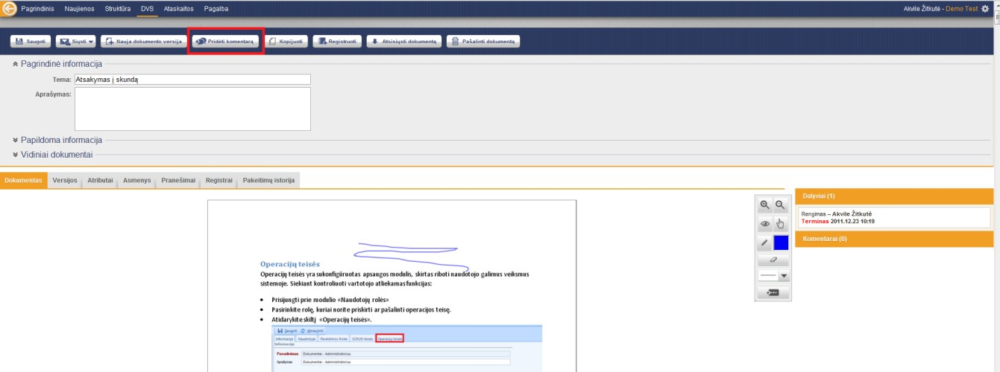 Pagrindinis Naujienos Struktūra DVS Ataskaitos Pagalba Akvile Žitkutė - Demo Test
Saugoti Siųsti Nauja dokumento versija Pridėti komentarą Kopijuoti Registruoti Atsisiųsti dokumentą Pašalinti dokumentą
Pagrindinė informacija
Tema: Atsakymas į skundą
Aprašymas:
Papildoma informacija
Vidiniai dokumentai
Dokumentas Versijos Atributai Asmenys Pranešimai Registrai Pakeitimų istorija
Dalyviai (1)
Rengimas – Akvile Žitkutė
Terminas 2011.12.23 10:19
Komentarai (0)
Operacijų teisės
Operacijų teisės yra sukonfigūruotas apsaugos modulis, skirtas riboti naudotojo galimus veiksmus
sistemoje. Siekiant kontroliuoti vartotojo atliekamas funkcijas:
• Prisijungti prie modulio «Naudotojų rolės»
• Pasirinkite rolę, kuriai norite priskirti ar pašalinti operacijos teisę.
• Atidarykite skiltį «Operacijų teisės».
Saugoti Atnaujinti
Informacija Naudotojai Paveldimos Rolės SCRUD teisės Operacijų teisės
Informacija
Pavadinimas Dokumentai - Administratorius
Aprašymas Dokumentai - Administratorius